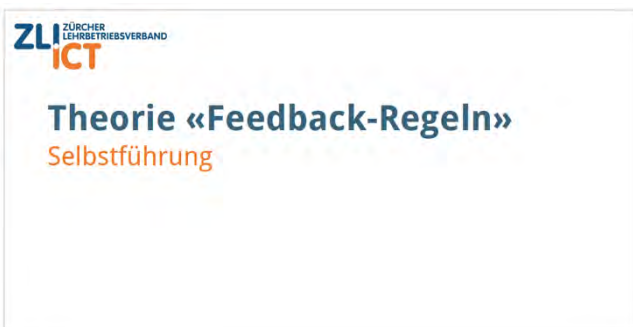 ZLI ZÜRCHER
LEHRBETRIEBSVERBAND
ICT
Theorie «Feedback-Regeln»
Selbstführung